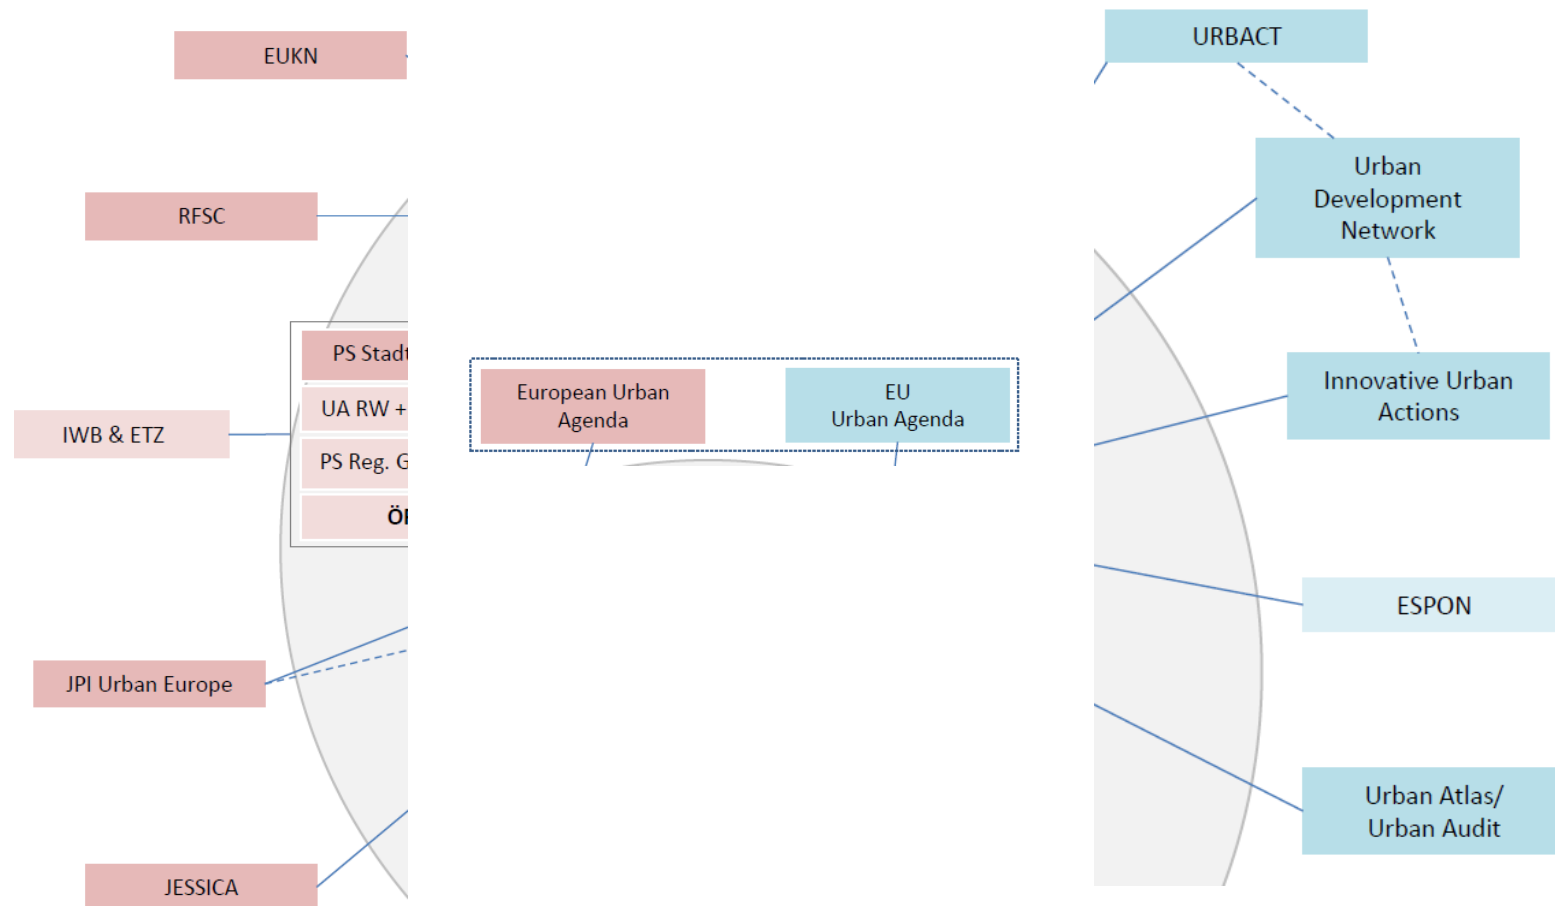 EUKN
RFSC
PS Stadt
UA RW +
IWB & ETZ
PS Reg. G
JPI Urban Europe
JESSICA
European Urban
Agenda
EU
Urban Agenda
URBACT
Urban
Development
Network
Innovative Urban
Actions
ESPON
Urban Atlas/
Urban Audit